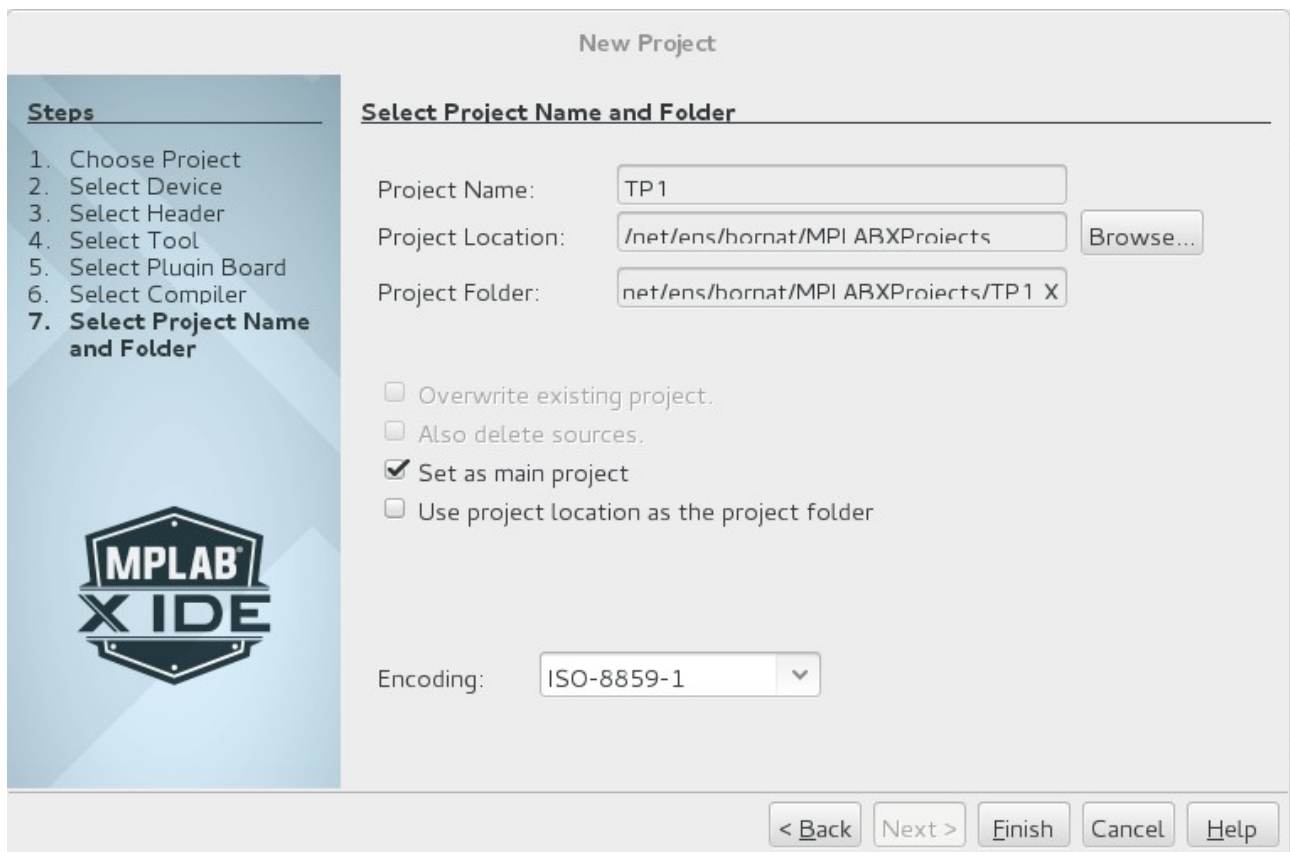 New Project
Steps
1. Choose Project
2. Select Device
3. Select Header
4. Select Tool
5. Select Plugin Board
6. Select Compiler
7. Select Project Name
and Folder
MPLAB®
X IDE
Select Project Name and Folder
Project Name: TP1
Project Location: /net/ens/bornat/MPLABXProjects Browse...
Project Folder: net/ens/bornat/MPLABXProjects/TP1.X
Overwrite existing project.
Also delete sources.
Set as main project
Use project location as the project folder
Encoding: ISO-8859-1
< Back Next > Finish Cancel Help